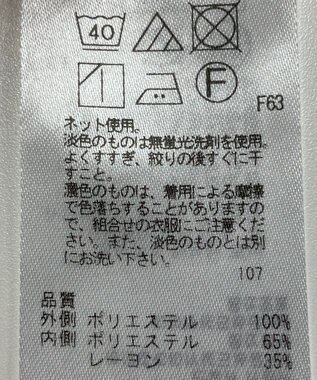 40
F
F63
ネット使用。
淡色のものは無蛍光洗剤を使用。
よくすすぎ、絞りの後すぐに干
すこと。
濃色のものは、着用による摩擦
で色落ちすることがありますの
で、組合せの衣服にご注意くだ
さい。また、淡色のものとは別
にお洗い下さい。
107
品質
外側 ポリエステル 100%
内側 ポリエステル 65%
レーヨン 35%